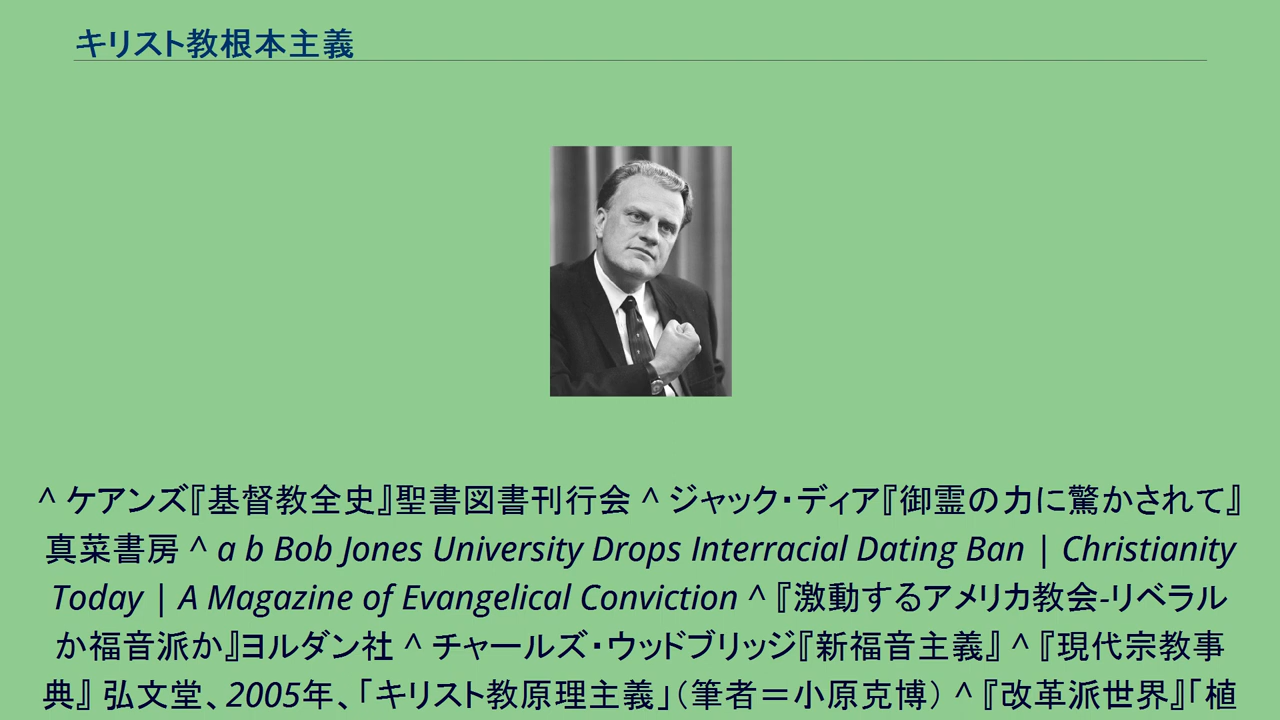 キリスト教根本主義
^ ケアンズ『基督教全史』聖書図書刊行会 ^ ジャック・ディア『御霊の力に驚かされて』
真菜書房 ^ a b Bob Jones University Drops Interracial Dating Ban | Christianity
Today | A Magazine of Evangelical Conviction ^ 『激動するアメリカ教会-リベラル
か福音派か』ヨルダン社 ^ チャールズ・ウッドブリッジ『新福音主義』 ^ 『現代宗教事
典』 弘文堂、2005年、「キリスト教原理主義」（筆者＝小原克博） ^ 『改革派世界』「植